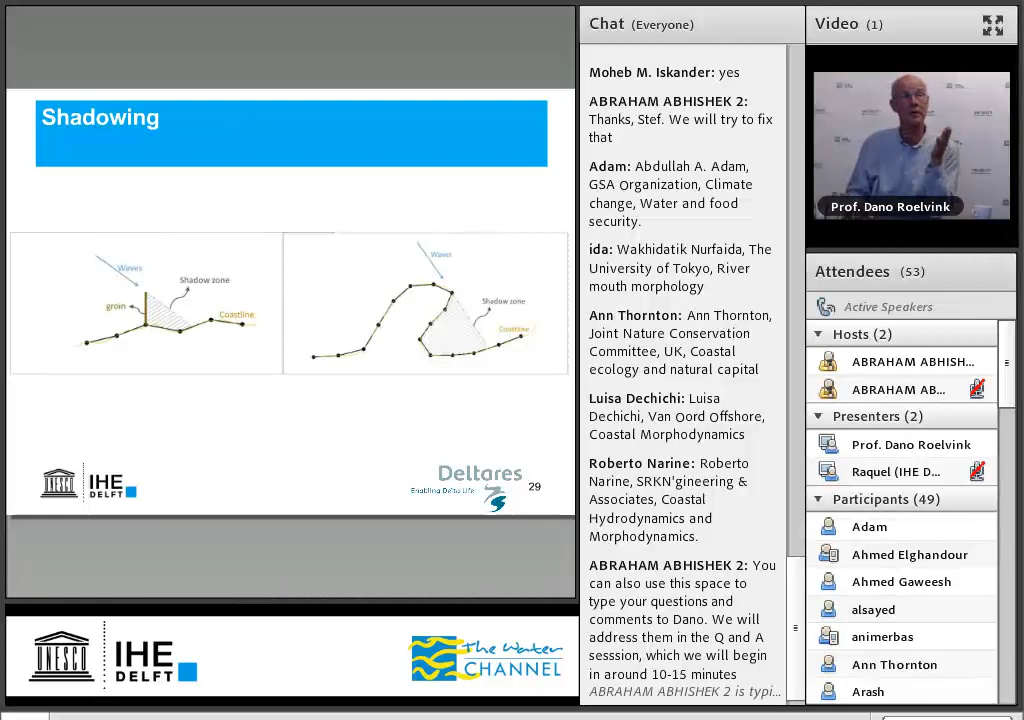 Shadowing
Waves
Shadow zone
groin
Coastline
Waves
Shadow zone
Coastline
IHE
DELFT
Deltares
Enabling Delta Life
29
UNESCO
IHE
DELFT
The Water
CHANNEL
Chat (Everyone)
Moheb M. Iskander: yes
ABRAHAM ABHISHEK 2:
Thanks, Stef. We will try to fix
that
Adam: Abdullah A. Adam,
GSA Organization, Climate
change, Water and food
security.
ida: Wakhidatik Nurfaida, The
University of Tokyo, River
mouth morphology
Ann Thornton: Ann Thornton,
Joint Nature Conservation
Committee, UK, Coastal
ecology and natural capital
Luisa Dechichi: Luisa
Dechichi, Van Oord Offshore,
Coastal Morphodynamics
Roberto Narine: Roberto
Narine, SRKN'gineering &
Associates, Coastal
Hydrodynamics and
Morphodynamics.
ABRAHAM ABHISHEK 2: You
can also use this space to
type your questions and
comments to Dano. We will
address them in the Q and A
sesssion, which we will begin
in around 10-15 minutes
ABRAHAM ABHISHEK 2 is typi...
Video (1)
Prof. Dano Roelvink
Attendees (53)
Active Speakers
Hosts (2)
ABRAHAM ABHISH...
ABRAHAM AB...
Presenters (2)
Prof. Dano Roelvink
Raquel (IHE D...
Participants (49)
Adam
Ahmed Elghandour
Ahmed Gaweesh
alsayed
animerbas
Ann Thornton
Arash